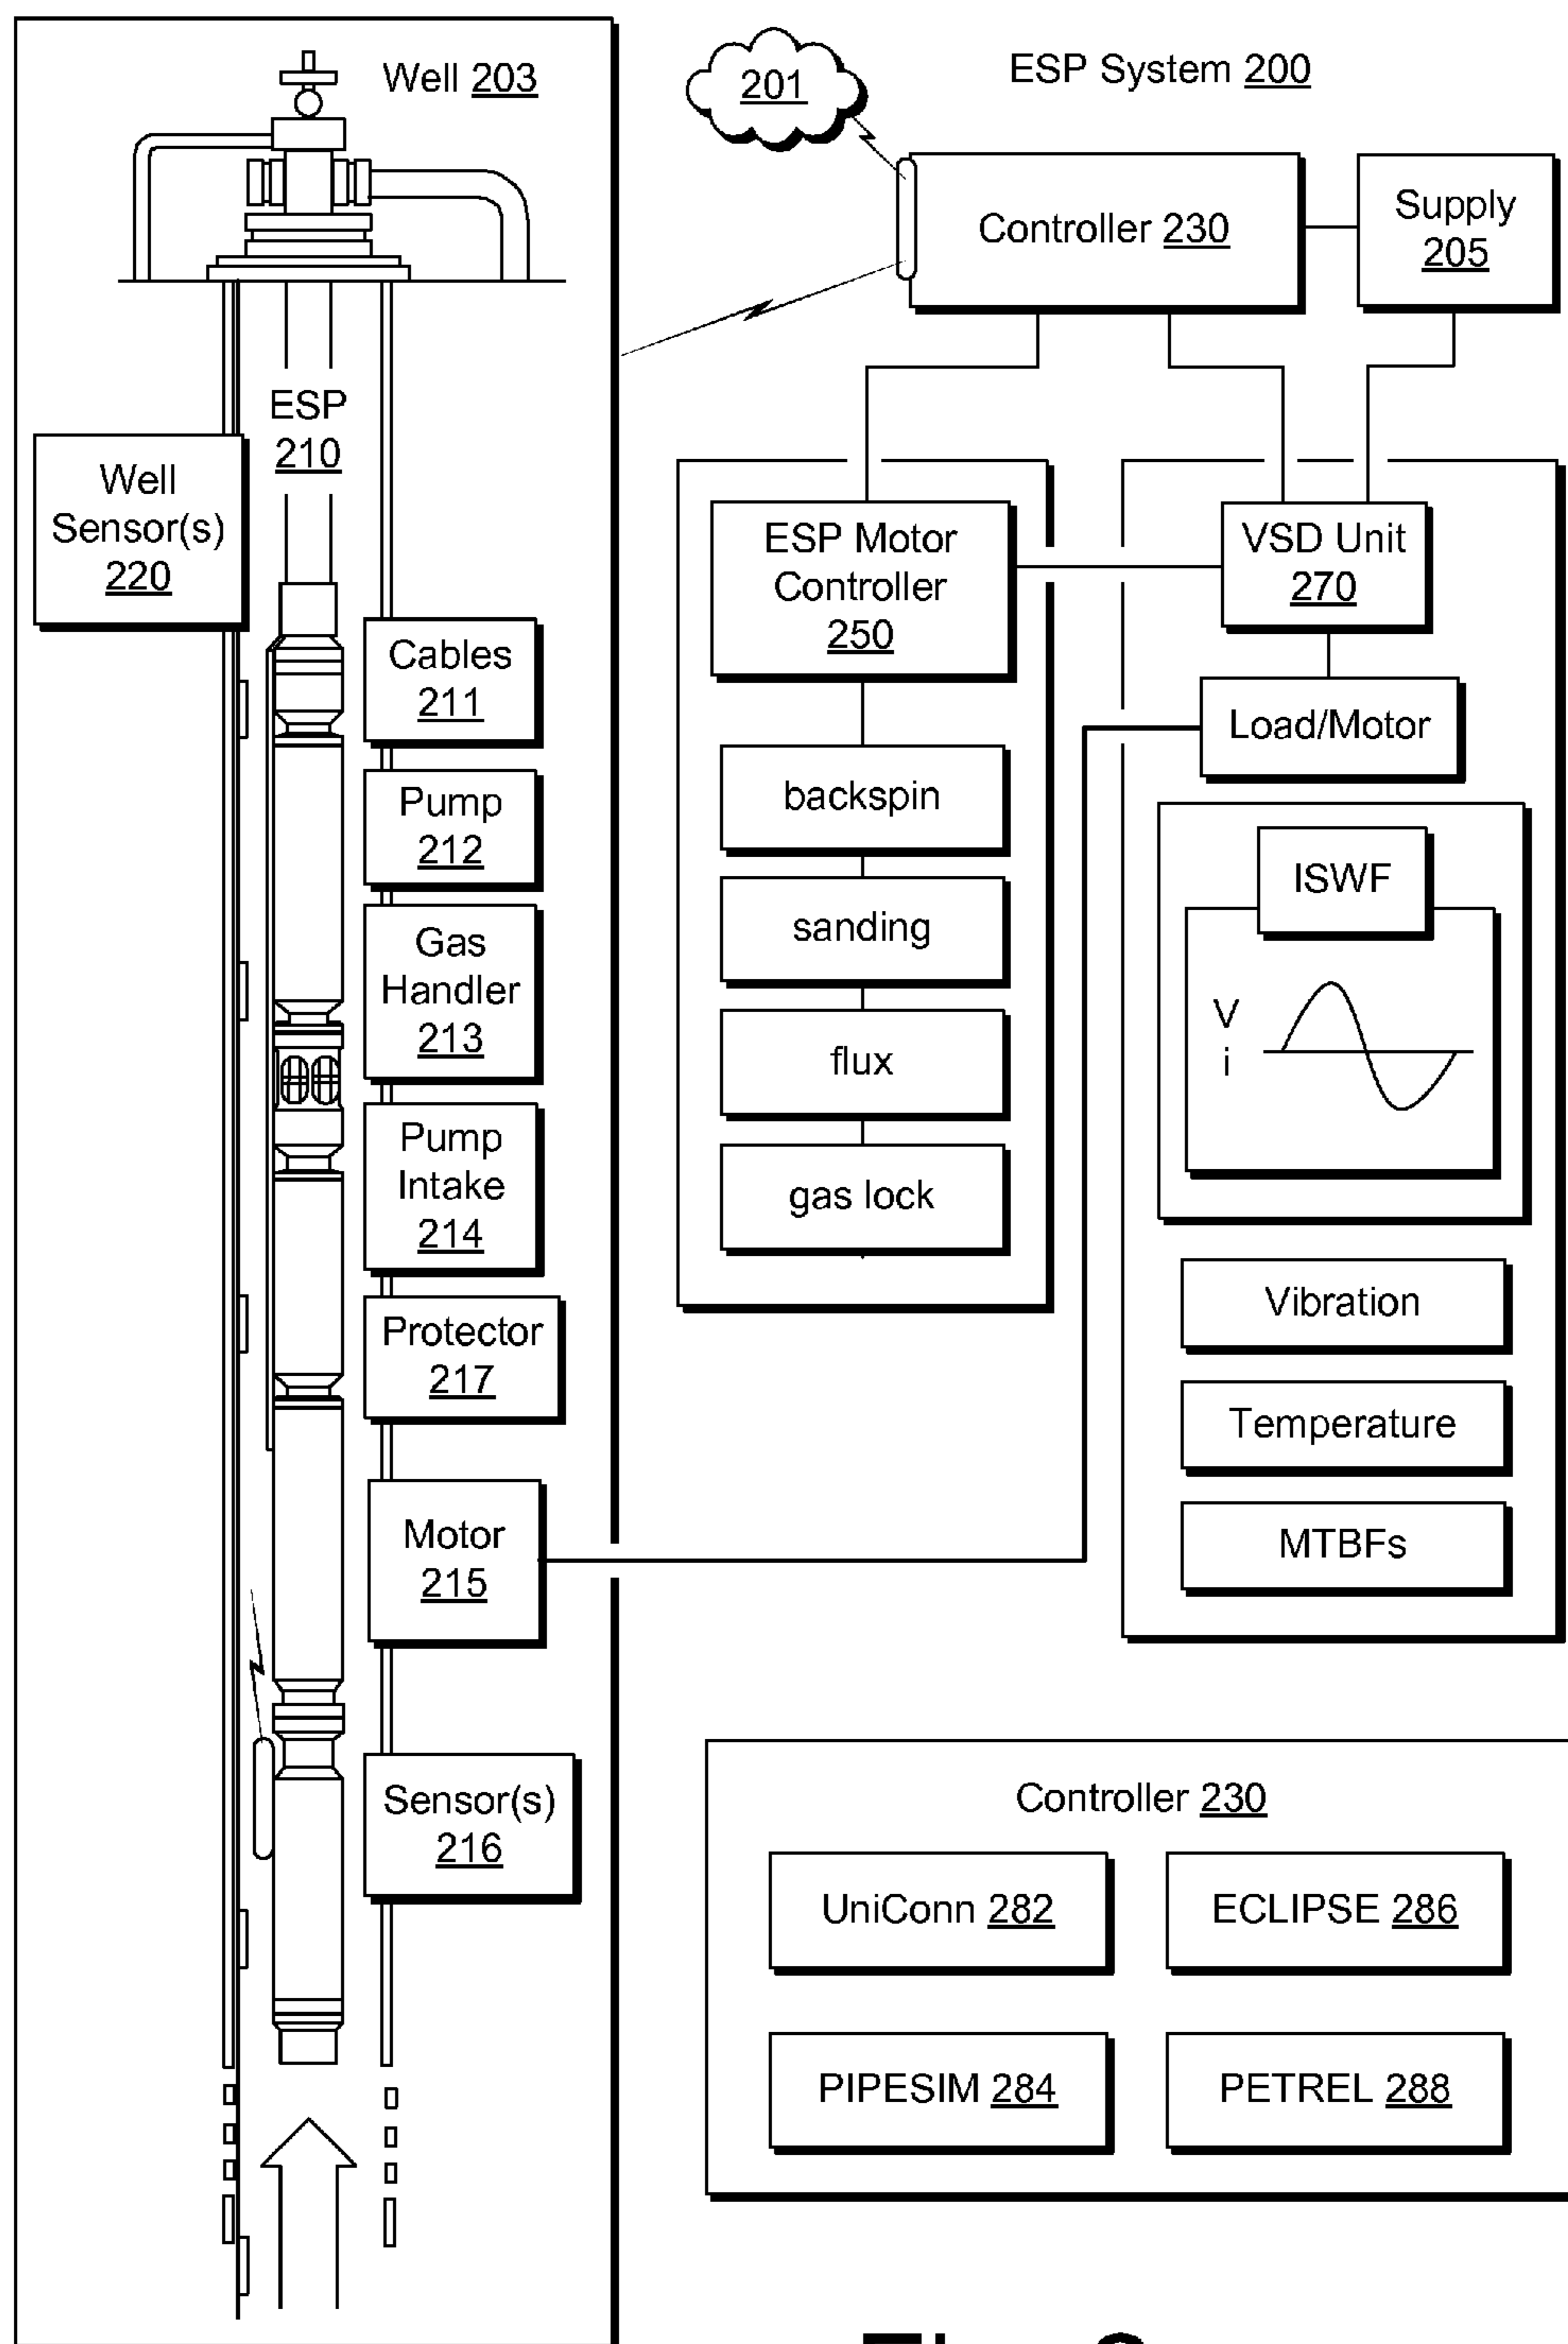 Well 203
201
ESP System 200
Controller 230
Supply
205
ESP
210
Well
Sensor(s)
220
Cables
211
Pump
212
Gas
Handler
213
Pump
Intake
214
Protector
217
Motor
215
Sensor(s)
216
ESP Motor
Controller
250
backspin
sanding
flux
gas lock
VSD Unit
270
Load/Motor
ISWF
V
i
Vibration
Temperature
MTBFs
Controller 230
UniConn 282
ECLIPSE 286
PIPESIM 284
PETREL 288